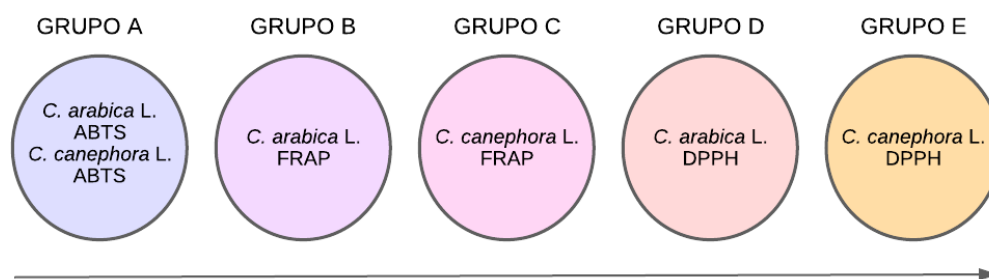 GRUPO A
C. arabica L.
ABTS
C. canephora L.
ABTS
GRUPO B
C. arabica L.
FRAP
GRUPO C
C. canephora L.
FRAP
GRUPO D
C. arabica L.
DPPH
GRUPO E
C. canephora L.
DPPH